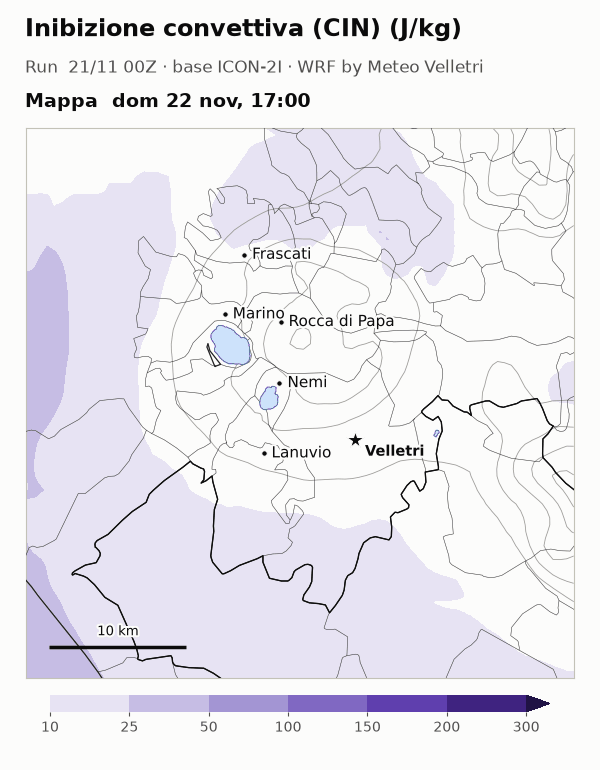 Inibizione convettiva (CIN) (J/kg)
Run  21/11 00Z · base ICON-2I · WRF by Meteo Velletri
Mappa  dom 22 nov, 17:00
Frascati
Marino
Rocca di Papa
Nemi
Velletri
Lanuvio
10 km
10 25 50 100 150 200 300